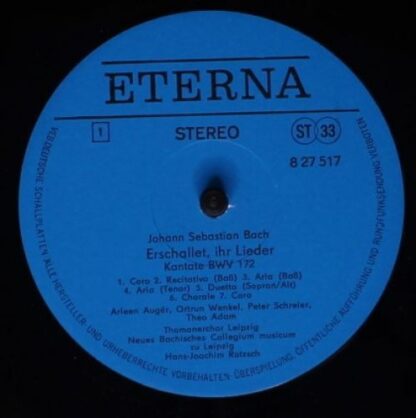 ETERNA
1 STEREO ST 33
8 27 517
Johann Sebastian Bach
Erschallet, ihr Lieder
Kantate BWV 172
1. Coro 2. Recitativo (Baß) 3. Aria (Baß)
4. Aria (Tenor) 5. Duetto (Sopran/Alt)
6. Chorale 7. Coro
Arleen Augér, Ortrun Wenkel, Peter Schreier,
Theo Adam
Thomanerchor Leipzig
Neues Bachisches Collegium musicum
zu Leipzig
Hans-Joachim Rotzsch
VEB DEUTSCHE SCHALLPLATTEN ALLE HERSTELLER- UND URHEBERRECHTE VORBEHALTEN · ÜBERSPIELUNG, ÖFFENTLICHE AUFFÜHRUNG UND RUNDFUNKSENDUNG VERBOTEN